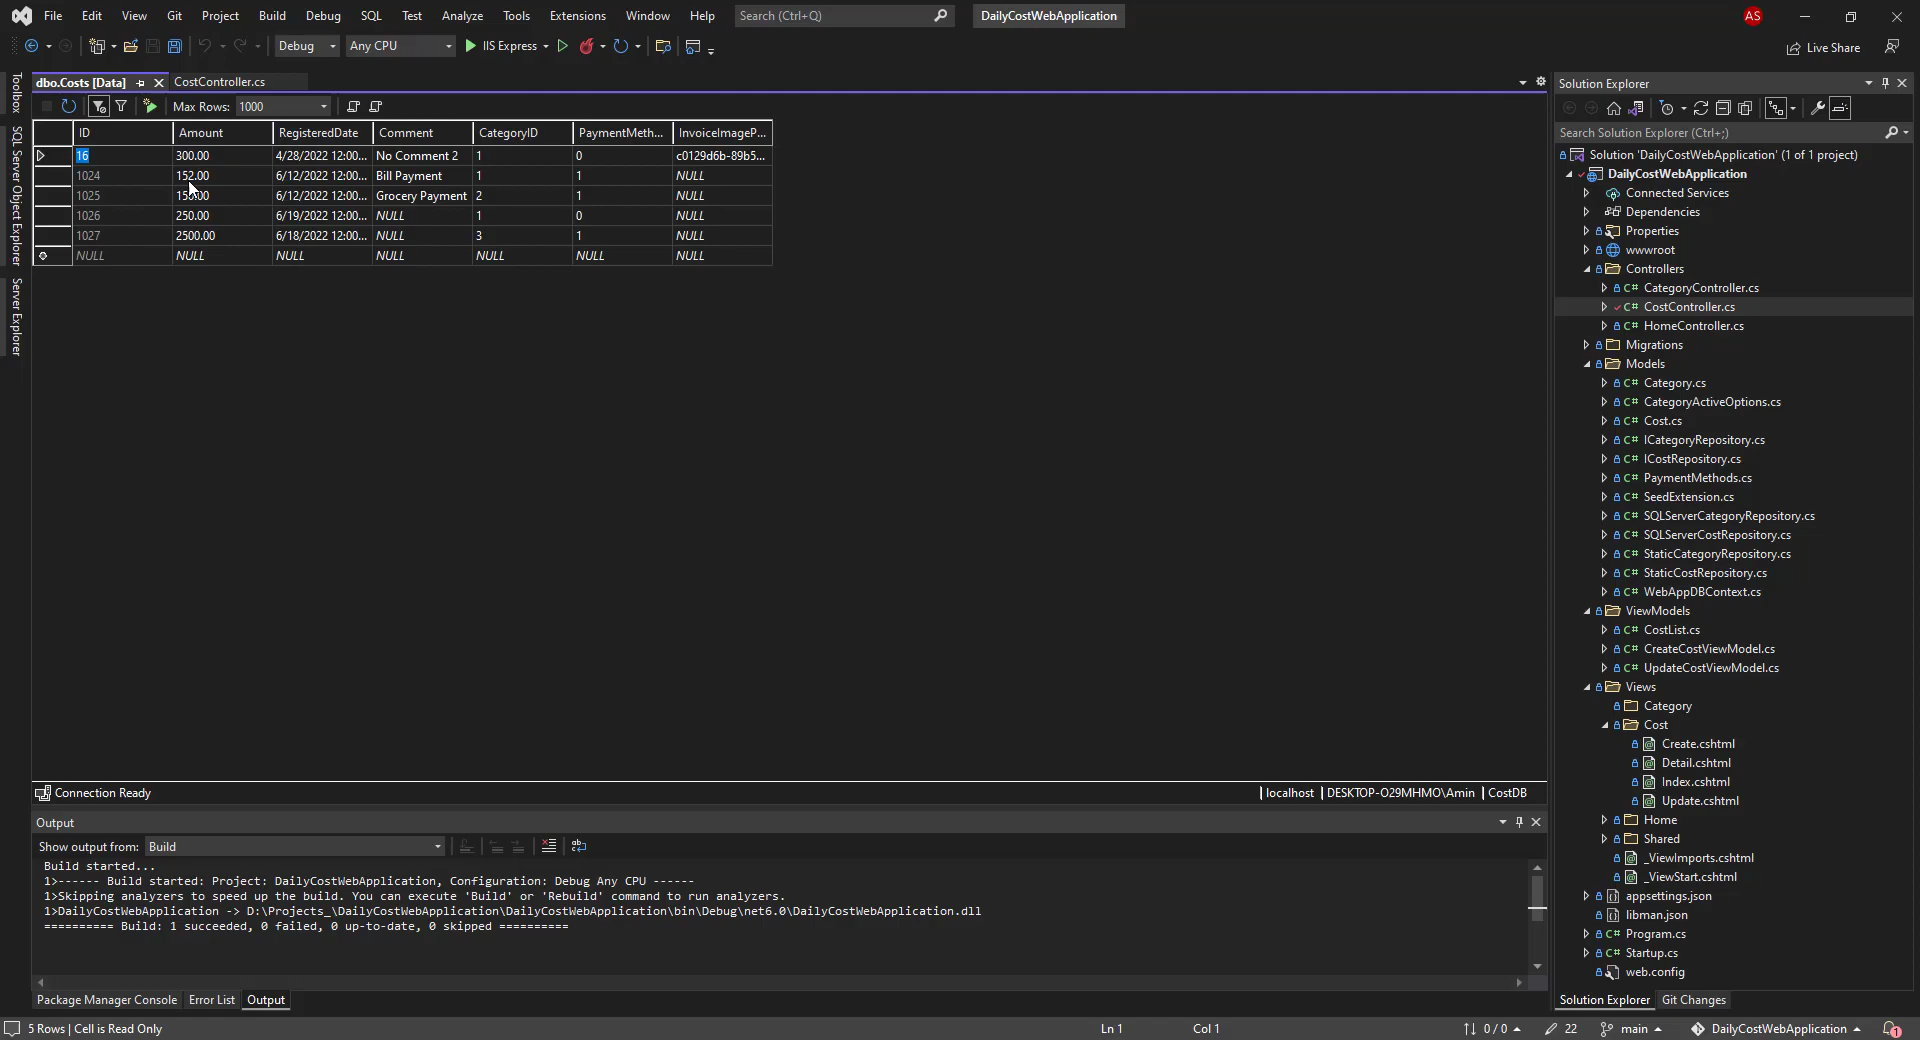 File Edit View Git Project Build Debug SQL Test Analyze Tools Extensions Window Help Search (Ctrl+Q) DailyCostWebApplication AS
Debug Any CPU IIS Express Live Share
dbo.Costs [Data] CostController.cs
Max Rows: 1000
ID Amount RegisteredDate Comment CategoryID PaymentMeth... InvoiceImageP...
16 300.00 4/28/2022 12:00... No Comment 2 1 0 c0129d6b-89b5...
1024 152.00 6/12/2022 12:00... Bill Payment 1 1 NULL
1025 6/12/2022 12:00... Grocery Payment 2 1 NULL
1026 250.00 6/19/2022 12:00... NULL 1 0 NULL
1027 2500.00 6/18/2022 12:00... NULL 3 1 NULL
NULL NULL NULL NULL NULL NULL NULL
Toolbox
SQL Server Object Explorer
Server Explorer
Connection Ready localhost DESKTOP-O29MHMO\Amin CostDB
Output
Show output from: Build
Build started...
1>------ Build started: Project: DailyCostWebApplication, Configuration: Debug Any CPU ------
1>Skipping analyzers to speed up the build. You can execute 'Build' or 'Rebuild' command to run analyzers.
1>DailyCostWebApplication -> D:\Projects_\DailyCostWebApplication\DailyCostWebApplication\bin\Debug\net6.0\DailyCostWebApplication.dll
========== Build: 1 succeeded, 0 failed, 0 up-to-date, 0 skipped ==========
Package Manager Console Error List Output
Solution Explorer
Search Solution Explorer (Ctrl+;)
Solution 'DailyCostWebApplication' (1 of 1 project)
DailyCostWebApplication
Connected Services
Dependencies
Properties
wwwroot
Controllers
C# CategoryController.cs
C# CostController.cs
C# HomeController.cs
Migrations
Models
C# Category.cs
C# CategoryActiveOptions.cs
C# Cost.cs
C# ICategoryRepository.cs
C# ICostRepository.cs
C# PaymentMethods.cs
C# SeedExtension.cs
C# SQLServerCategoryRepository.cs
C# SQLServerCostRepository.cs
C# StaticCategoryRepository.cs
C# StaticCostRepository.cs
C# WebAppDBContext.cs
ViewModels
C# CostList.cs
C# CreateCostViewModel.cs
C# UpdateCostViewModel.cs
Views
Category
Cost
Create.cshtml
Detail.cshtml
Index.cshtml
Update.cshtml
Home
Shared
_ViewImports.cshtml
_ViewStart.cshtml
appsettings.json
libman.json
C# Program.cs
C# Startup.cs
web.config
Solution Explorer Git Changes
5 Rows | Cell is Read Only Ln 1 Col 1 0 / 0 22 main DailyCostWebApplication 1